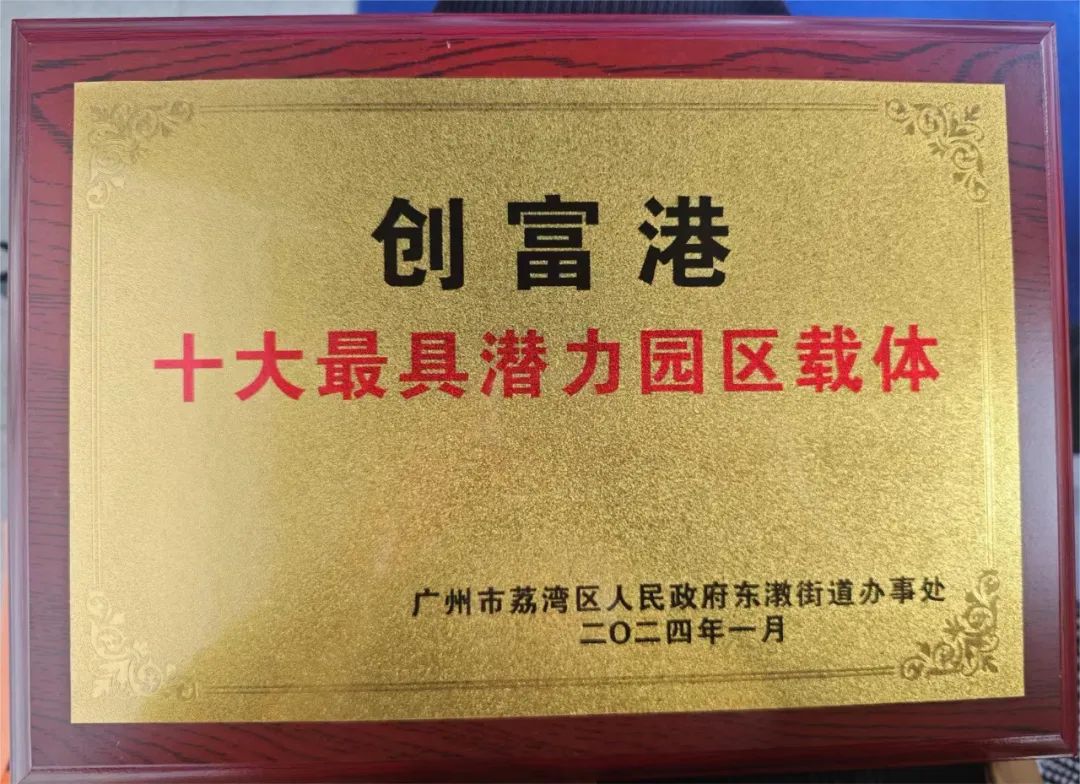 创富港
十大最具潜力园区载体
广州市荔湾区人民政府东漖街道办事处
二〇二四年一月